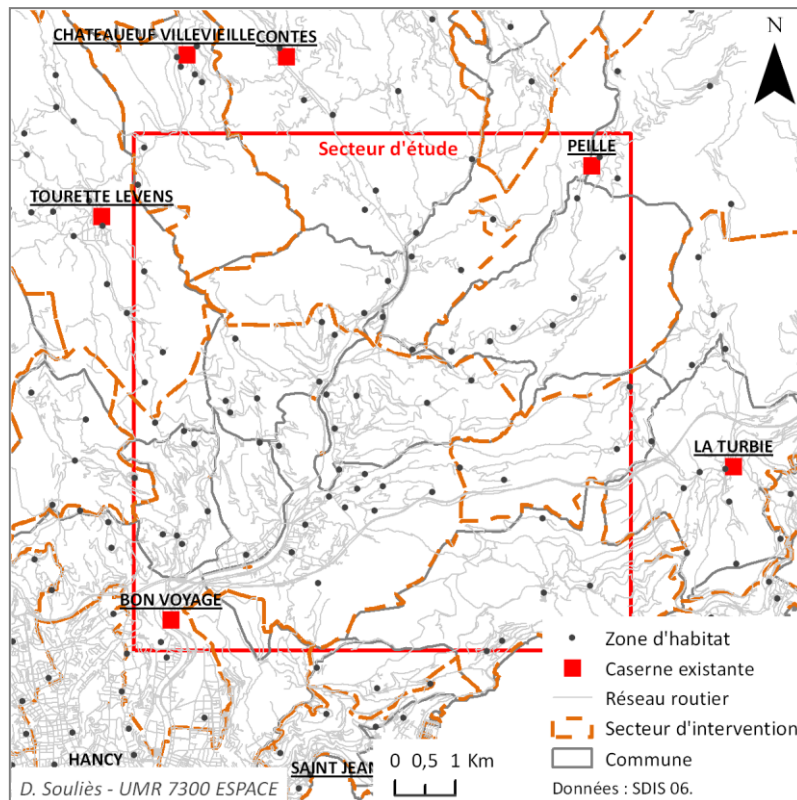 CHATEAUEUF VILLEVIEILLE
CONTES
N
Secteur d'étude
PEILLE
TOURETTE LEVENS
LA TURBIE
BON VOYAGE
Zone d'habitat
Caserne existante
Réseau routier
Secteur d'intervention
Commune
HANCY
SAINT JEAN
0 0,5 1 Km
D. Souliès - UMR 7300 ESPACE
Données : SDIS 06.